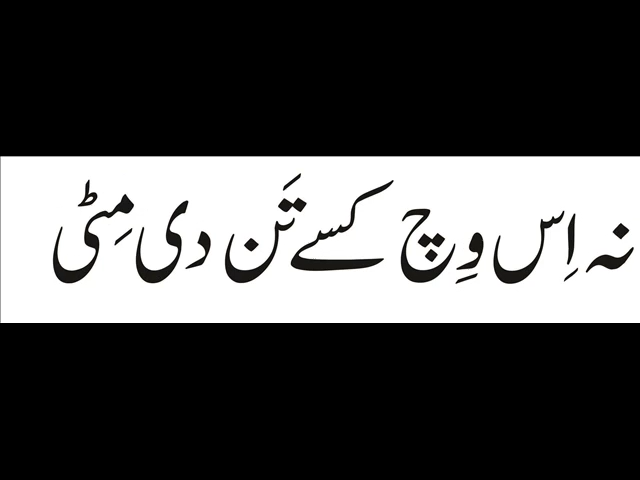 نہ اِس وِچ کسے تَن دی مِٹی